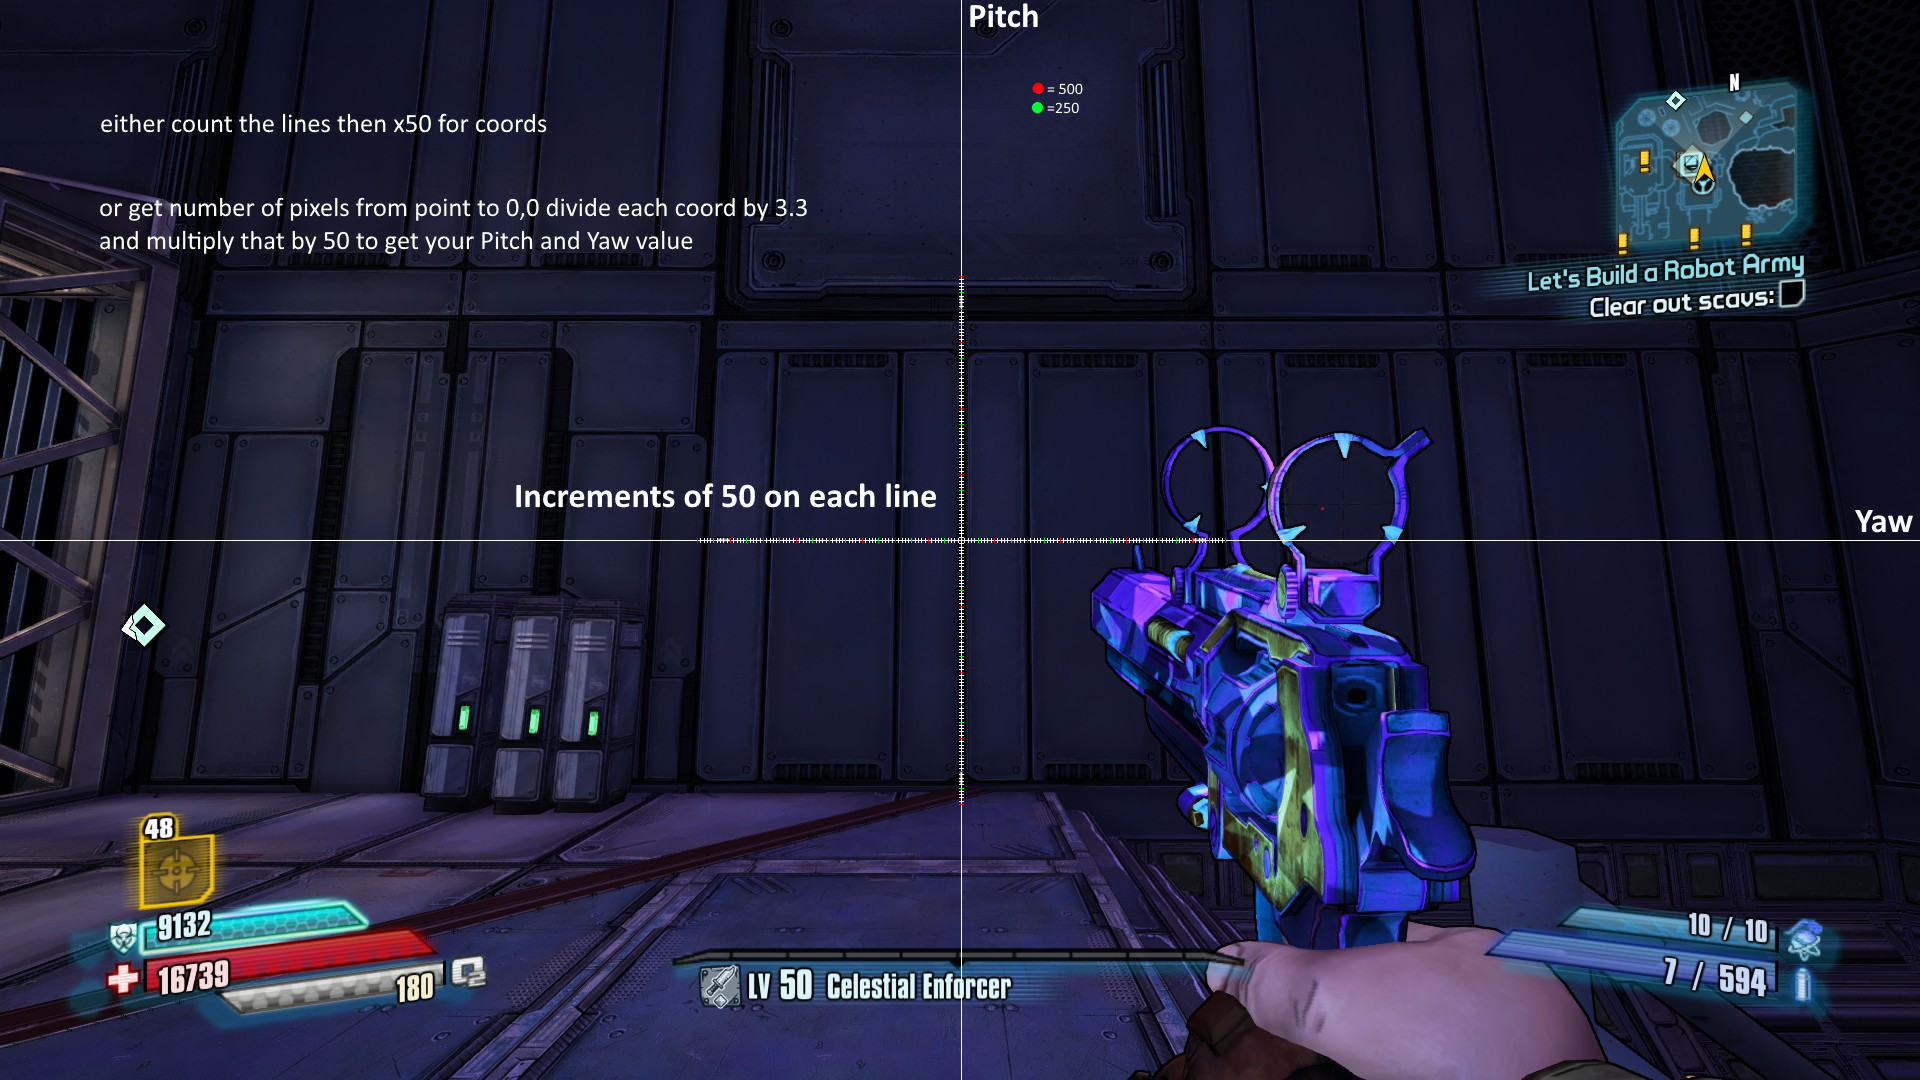 Pitch
= 500
=250
N
either count the lines then x50 for coords
or get number of pixels from point to 0,0 divide each coord by 3.3
and multiply that by 50 to get your Pitch and Yaw value
Let's Build a Robot Army
Clear out scavs:
Increments of 50 on each line
Yaw
48
9132
16739
180
LV 50 Celestial Enforcer
10 / 10
7 / 594